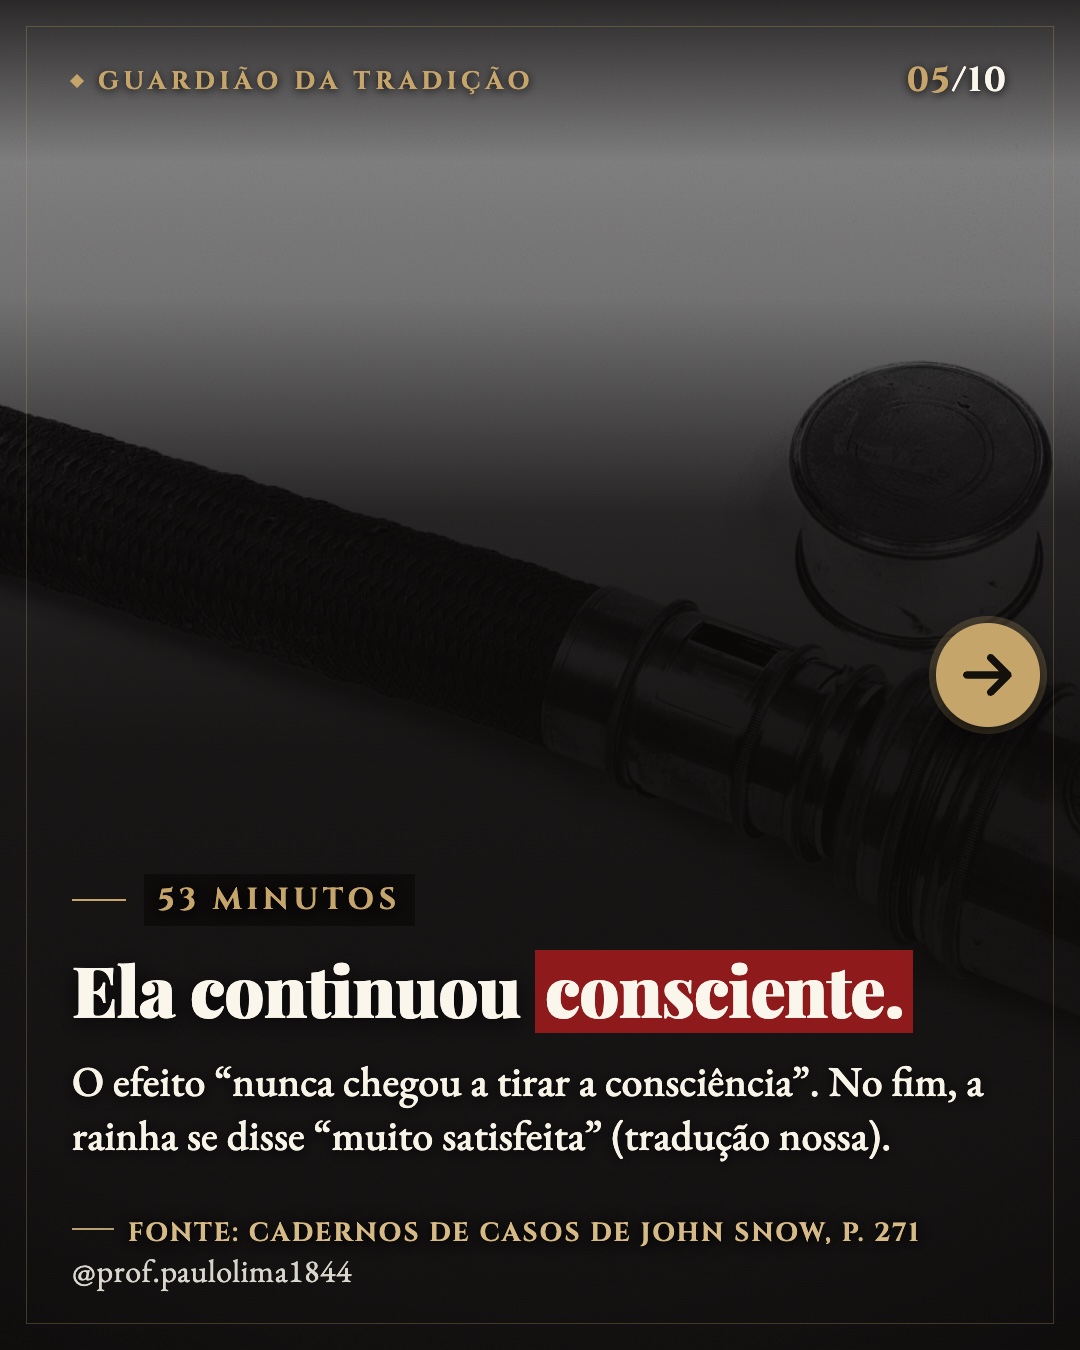 GUARDIÃO DA TRADIÇÃO
05/10
53 MINUTOS
Ela continuou consciente.
O efeito “nunca chegou a tirar a consciência”. No fim, a
rainha se disse “muito satisfeita” (tradução nossa).
FONTE: CADERNOS DE CASOS DE JOHN SNOW, P. 271
@prof.paulolima1844